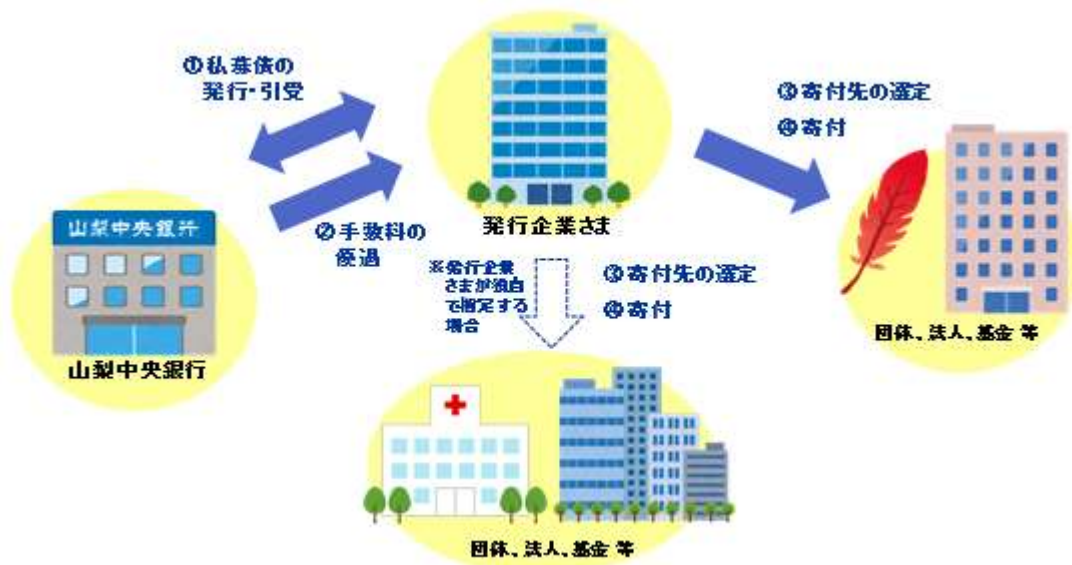 ①私募債の
発行・引受
③寄付先の選定
④寄付
山梨中央銀行
②手数料の
優遇
発行企業さま
※発行企業
さまが独自
で指定する
場合
③寄付先の選定
④寄付
山梨中央銀行
団体、法人、基金 等
団体、法人、基金 等